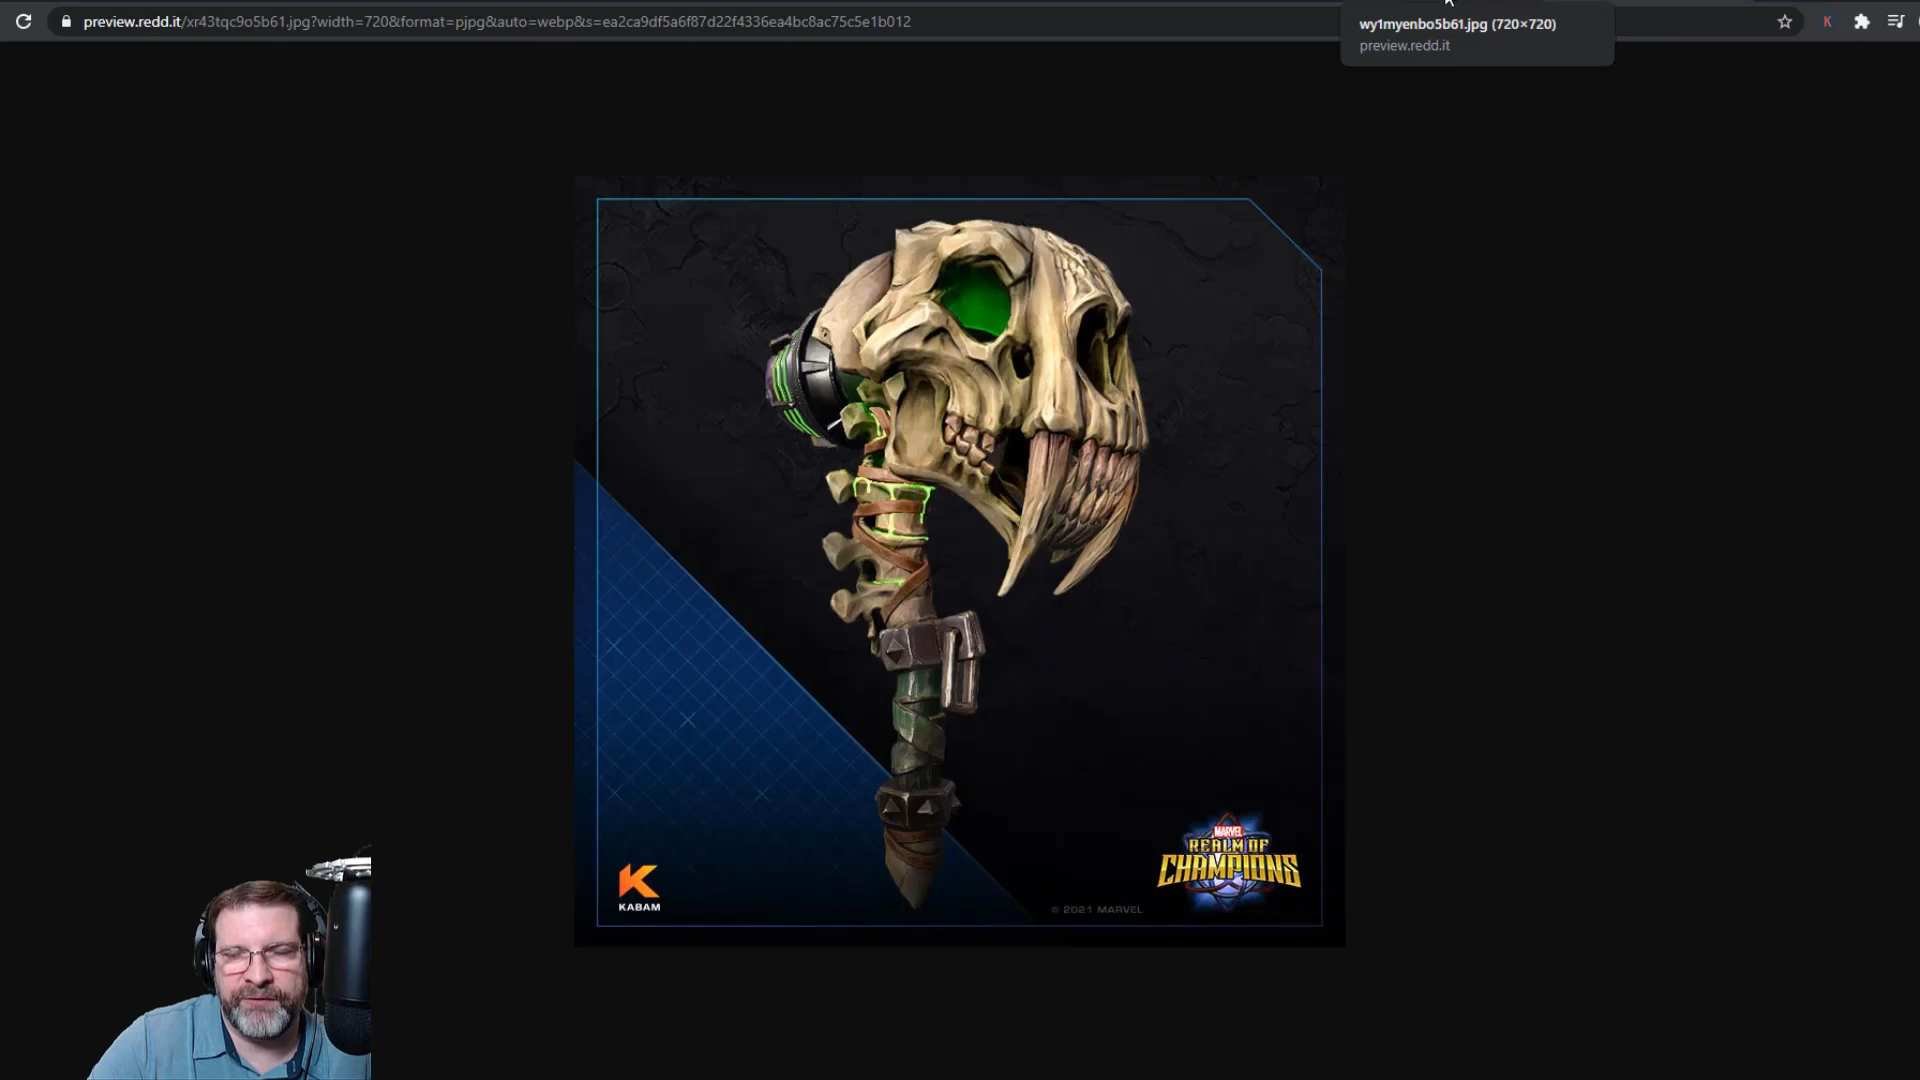 preview.redd.it/xr43tqc9o5b61.jpg?width=720&format=pjpg&auto=webp&s=ea2ca9df5a6f87d22f4336ea4bc8ac75c5e1b012
wy1myenbo5b61.jpg (720×720)
preview.redd.it
K
MARVEL
REALM OF
CHAMPIONS
KABAM
© 2021 MARVEL